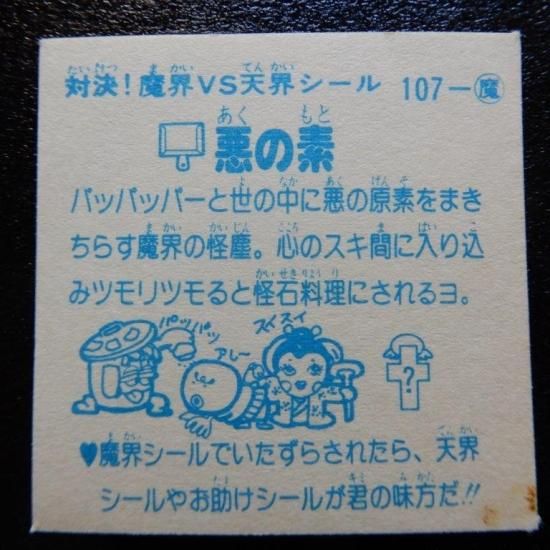 対決！魔界VS天界シール 107-魔
悪の素
パッパッパーと世の中に悪の原素をまき
ちらす魔界の怪塵。心のスキ間に入り込
みツモリツモると怪石料理にされるヨ。
パッパッ
アレ〜
スイスイ
?
♥魔界シールでいたずらされたら、天界
シールやお助けシールが君の味方だ!!